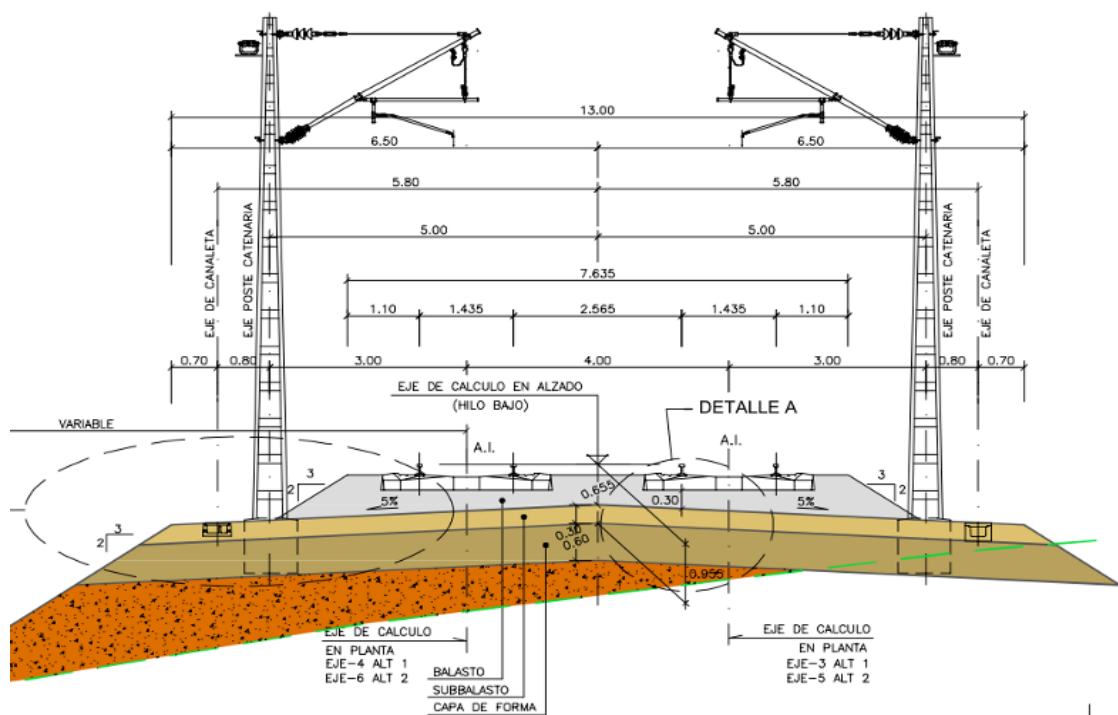 13.00
6.50
6.50
5.80
5.80
EJE DE CANALETA
EJE POSTE CATENARIA
5.00
5.00
EJE POSTE CATENARIA
EJE DE CANALETA
7.635
1.10
1.435
2.565
1.435
1.10
0.70
0.80
3.00
4.00
3.00
0.80
0.70
EJE DE CALCULO EN ALZADO
(HILO BAJO)
DETALLE A
VARIABLE
A.I.
A.I.
3
2
3
2
5%
0.655
0.30
5%
3
2
0.30
0.60
0.955
EJE DE CALCULO
EN PLANTA
EJE-4 ALT 1
EJE-6 ALT 2
EJE DE CALCULO
EN PLANTA
EJE-3 ALT 1
EJE-5 ALT 2
BALASTO
SUBBALASTO
CAPA DE FORMA